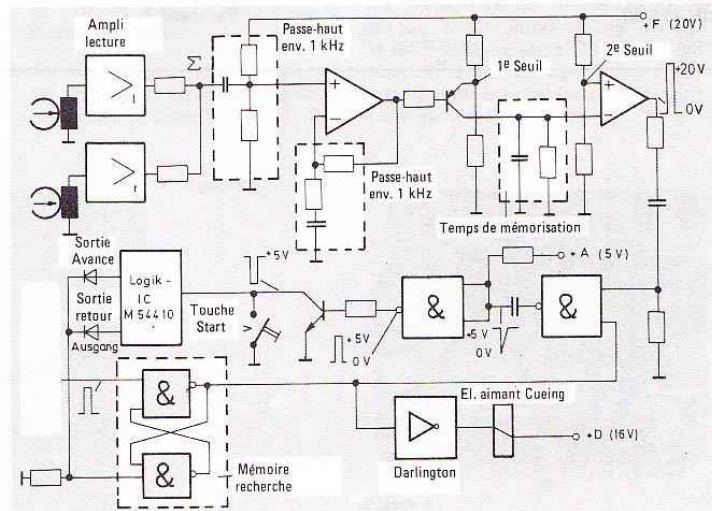 Ampli
lecture
Σ
Passe-haut
env. 1 kHz
+F (20V)
1e Seuil
2e Seuil
+20V
0V
l
r
+
−
+
−
Passe-haut
env. 1 kHz
Temps de mémorisation
Sortie
Avance
Sortie
retour
Ausgang
Logik -
IC
M 54410
+5V
Touche
Start
+5V
0V
&
+A (5V)
+5V
0V
&
&
&
Mémoire
recherche
El. aimant Cueing
Darlington
+D (16V)